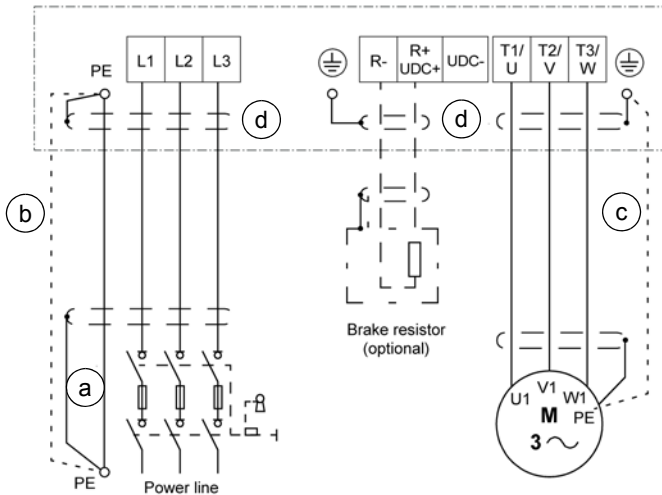 PE
L1 L2 L3
R- R+ UDC+ UDC-
T1/ U T2/ V T3/ W
d
d
b
c
a
Brake resistor
(optional)
U1 V1 W1
M PE
3
PE
Power line